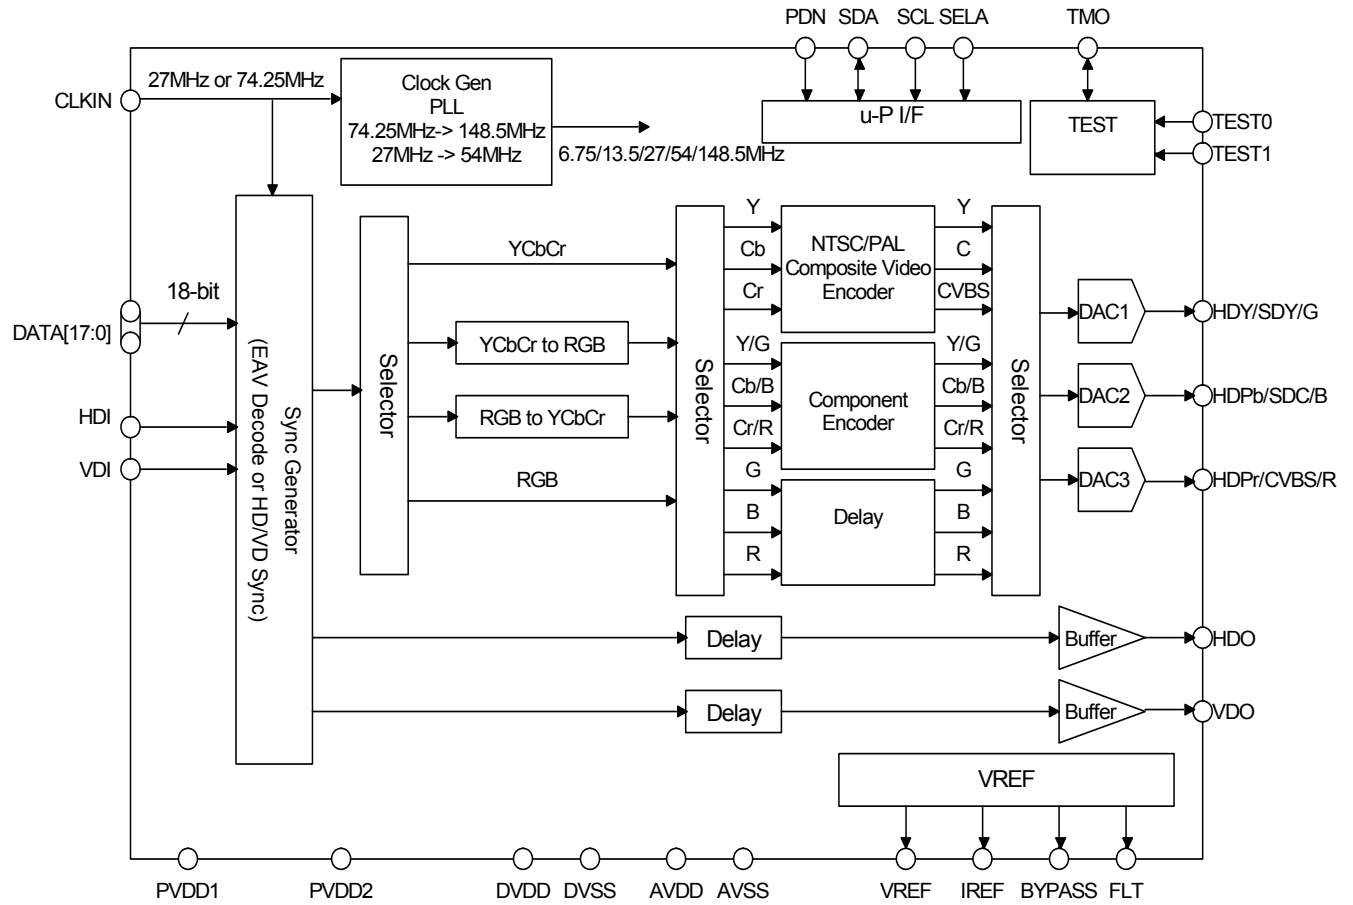 PDN SDA SCL SELA TMO
27MHz or 74.25MHz
CLKIN
Clock Gen
PLL
74.25MHz-> 148.5MHz
27MHz -> 54MHz
6.75/13.5/27/54/148.5MHz
u-P I/F
TEST
TEST0
TEST1
18-bit
DATA[17:0]
HDI
VDI
Sync Generator
(EAV Decode or HD/VD Sync)
Selector
YCbCr
YCbCr to RGB
RGB to YCbCr
RGB
Selector
Y
Cb
Cr
Y/G
Cb/B
Cr/R
G
B
R
NTSC/PAL
Composite Video
Encoder
Component
Encoder
Delay
Y
C
CVBS
Y/G
Cb/B
Cr/R
G
B
R
Selector
DAC1
DAC2
DAC3
HDY/SDY/G
HDPb/SDC/B
HDPr/CVBS/R
Delay
Buffer
HDO
Delay
Buffer
VDO
VREF
PVDD1 PVDD2 DVDD DVSS AVDD AVSS VREF IREF BYPASS FLT